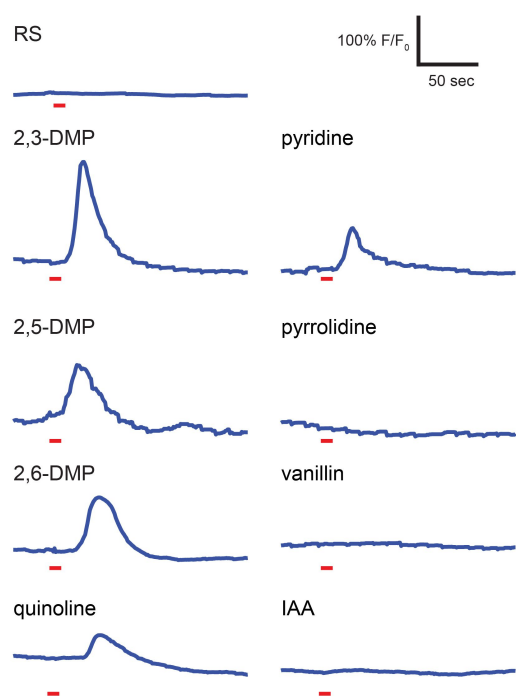 RS
100% F/F0
50 sec
2,3-DMP
pyridine
2,5-DMP
pyrrolidine
2,6-DMP
vanillin
quinoline
IAA